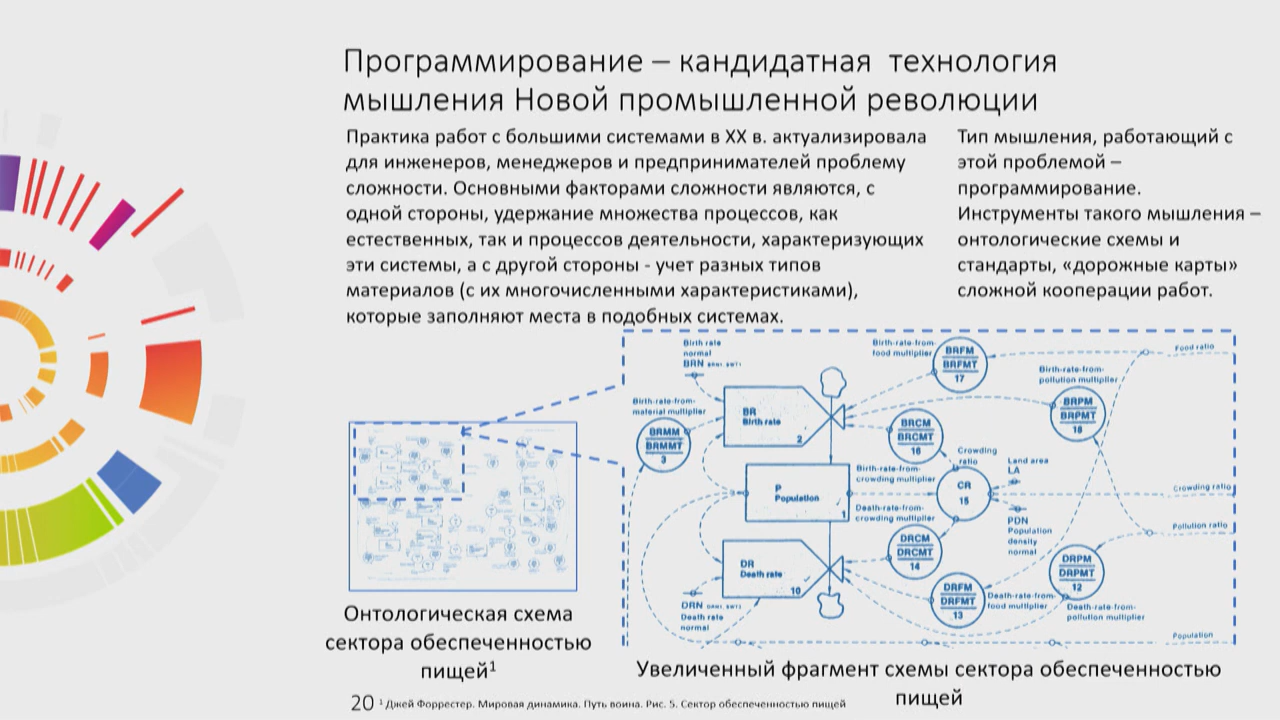 Программирование – кандидатная технология
мышления Новой промышленной революции
Практика работ с большими системами в XX в. актуализировала
для инженеров, менеджеров и предпринимателей проблему
сложности. Основными факторами сложности являются, с
одной стороны, удержание множества процессов, как
естественных, так и процессов деятельности, характеризующих
эти системы, а с другой стороны - учет разных типов
материалов (с их многочисленными характеристиками),
которые заполняют места в подобных системах.
Тип мышления, работающий с
этой проблемой –
программирование.
Инструменты такого мышления –
онтологические схемы и
стандарты, «дорожные карты»
сложной кооперации работ.
Birth rate
normal
BRN
Birth-rate-from-
food multiplier
BRFM
BRFMT
17
Food ratio
Birth-rate-from-
pollution multiplier
BRPM
BRPMT
18
Birth-rate-from-
material multiplier
BRMM
BRMMT
3
BR
Birth rate
2
BRCM
BRCMT
16
Birth-rate-from-
crowding multiplier
Crowding
ratio
Land area
LA
P
Population
1
CR
15
Crowding ratio
Death-rate-from-
crowding multiplier
PDN
Population
density
normal
Pollution ratio
DRCM
DRCMT
14
DR
Death rate
10
DRPM
DRPMT
12
DRFM
DRFMT
13
Death-rate-from-
food multiplier
Death-rate-from-
pollution multiplier
DRN
Death rate
normal
Population
Онтологическая схема
сектора обеспеченностью
пищей¹
Увеличенный фрагмент схемы сектора обеспеченностью
пищей
20
¹ Джей Форрестер. Мировая динамика. Путь воина. Рис. 5. Сектор обеспеченностью пищей